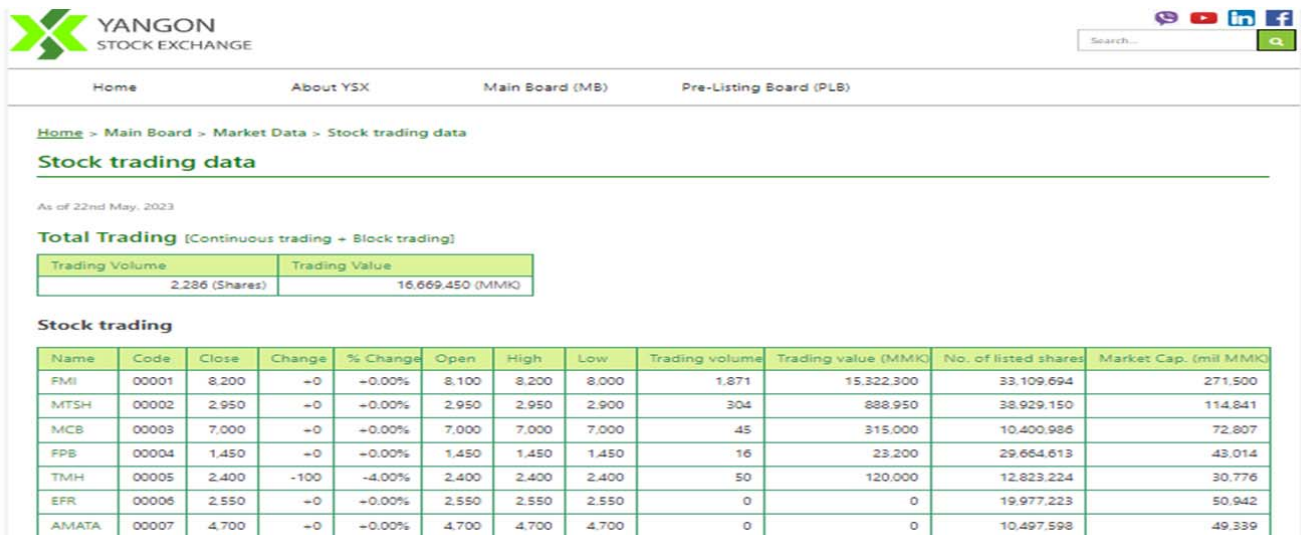 YANGON
STOCK EXCHANGE
in f
Search...
Home About YSX Main Board (MB) Pre-Listing Board (PLB)
Home > Main Board > Market Data > Stock trading data
Stock trading data
As of 22nd May, 2023
Total Trading [Continuous trading + Block trading]
Trading Volume Trading Value
2,286 (Shares) 16,669,450 (MMK)
Stock trading
Name Code Close Change % Change Open High Low Trading volume Trading value (MMK) No. of listed shares Market Cap. (mil MMK)
FMI 00001 8,200 +0 +0.00% 8,100 8,200 8,000 1,871 15,322,300 33,109,694 271,500
MTSH 00002 2,950 +0 +0.00% 2,950 2,950 2,900 304 888,950 38,929,150 114,841
MCB 00003 7,000 +0 +0.00% 7,000 7,000 7,000 45 315,000 10,400,986 72,807
FPB 00004 1,450 +0 +0.00% 1,450 1,450 1,450 16 23,200 29,664,613 43,014
TMH 00005 2,400 -100 -4.00% 2,400 2,400 2,400 50 120,000 12,823,224 30,776
EFR 00006 2,550 +0 +0.00% 2,550 2,550 2,550 0 0 19,977,223 50,942
AMATA 00007 4,700 +0 +0.00% 4,700 4,700 4,700 0 0 10,497,598 49,339